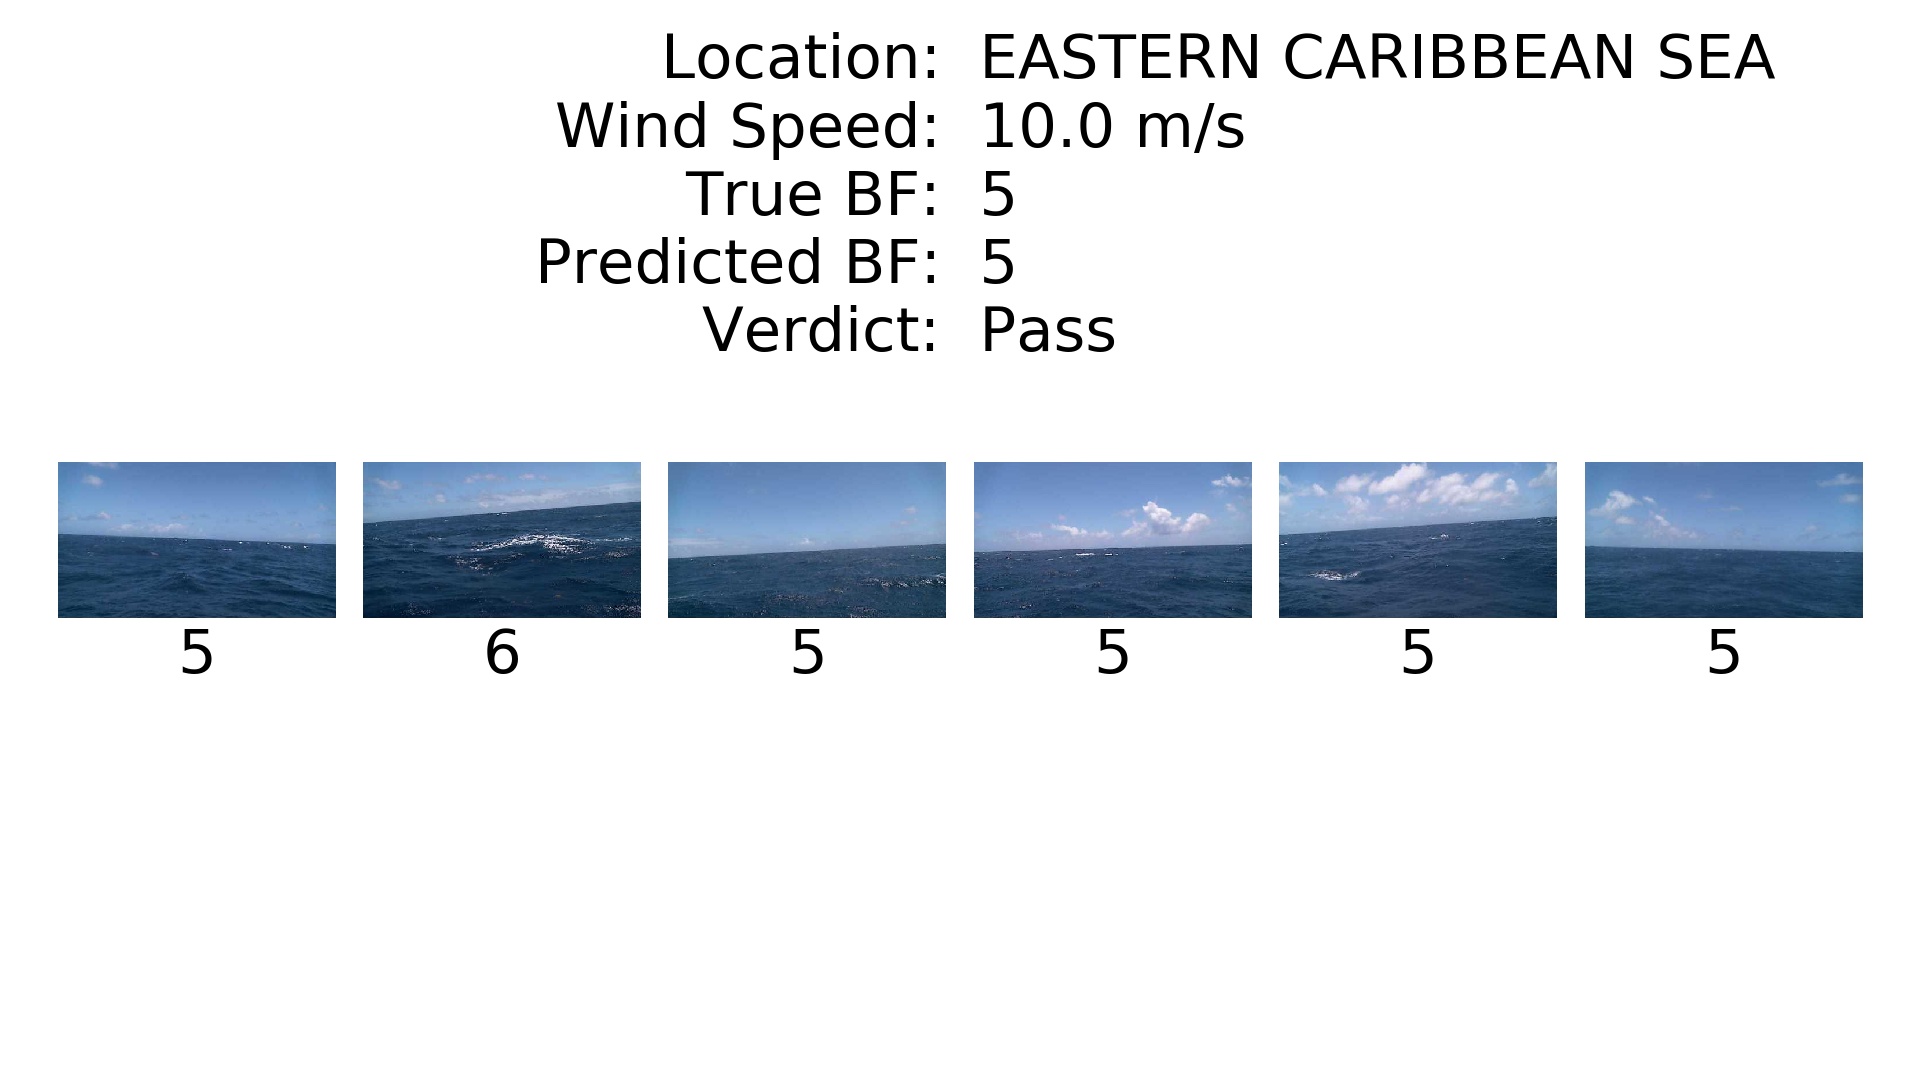 Location: EASTERN CARIBBEAN SEA
Wind Speed: 10.0 m/s
True BF: 5
Predicted BF: 5
Verdict: Pass
5 6 5 5 5 5